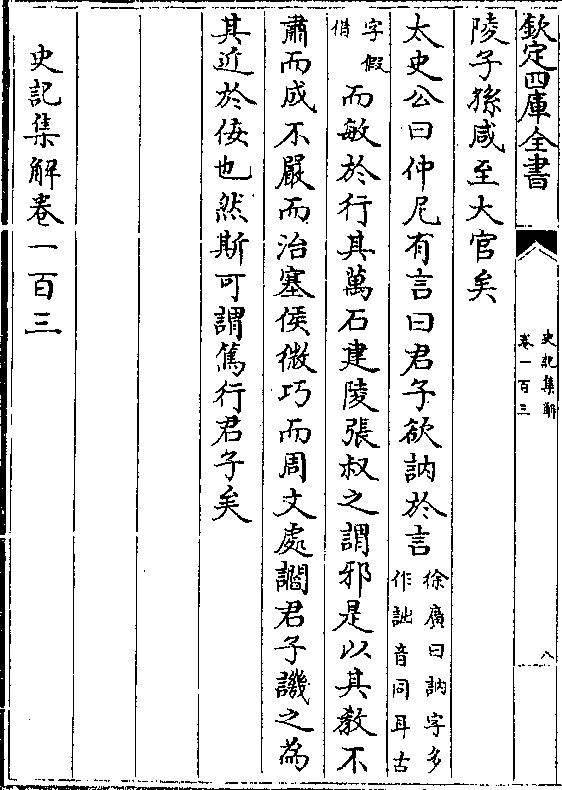 欽定四庫全書
史記集解
卷一百三
八
陵子孫咸至大官矣
太史公曰仲尼有言曰君子欲訥於言徐廣曰訥字多作詘音同耳古
字假借而敏於行其萬石建陵張叔之謂邪是以其教不
肅而成不嚴而治塞侯微巧而周文處讇君子譏之為
其近於佞也然斯可謂篤行君子矣
史記集解卷一百三